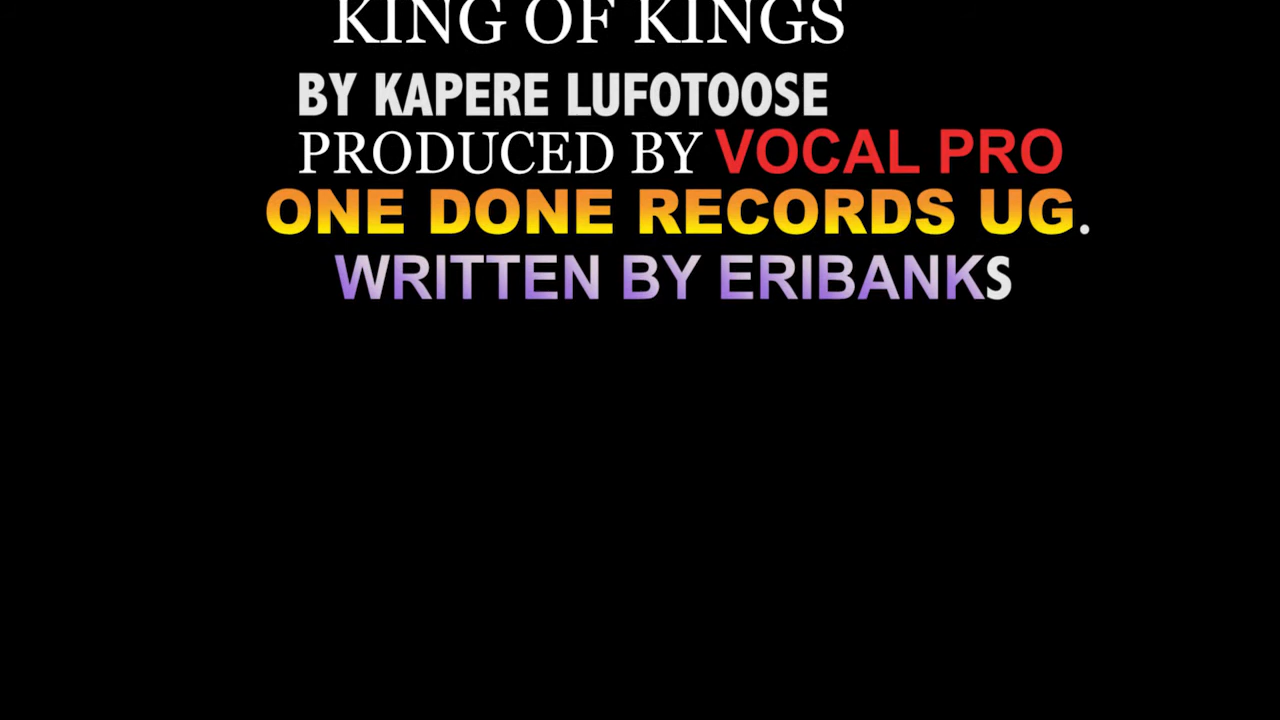 KING OF KINGS
BY KAPERE LUFOTOOSE
PRODUCED BY VOCAL PRO
ONE DONE RECORDS UG.
WRITTEN BY ERIBANKS